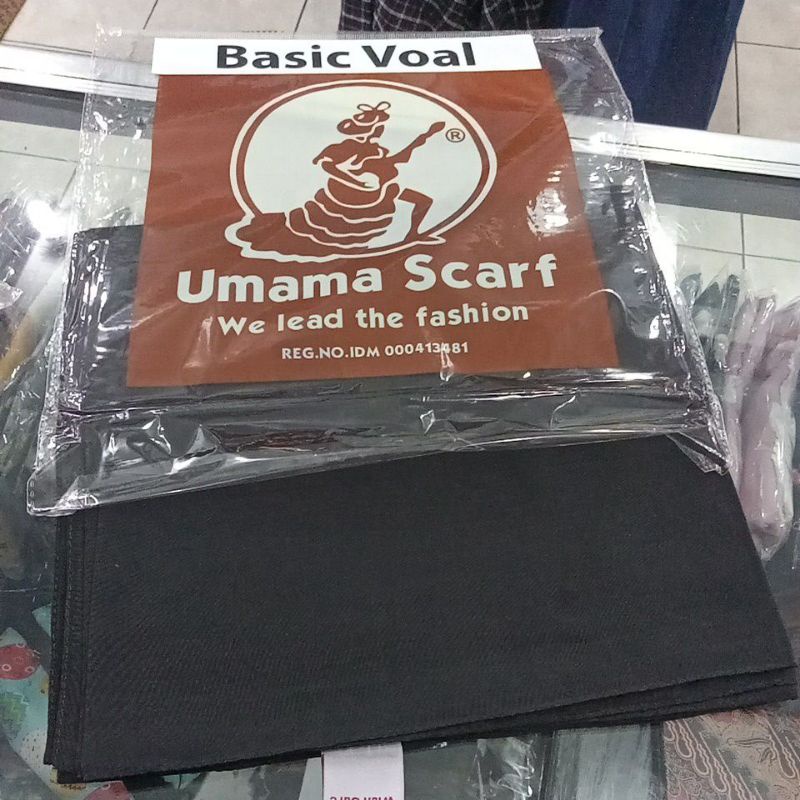 Basic Voal
®
Umama Scarf
We lead the fashion
REG.NO.IDM 000413481